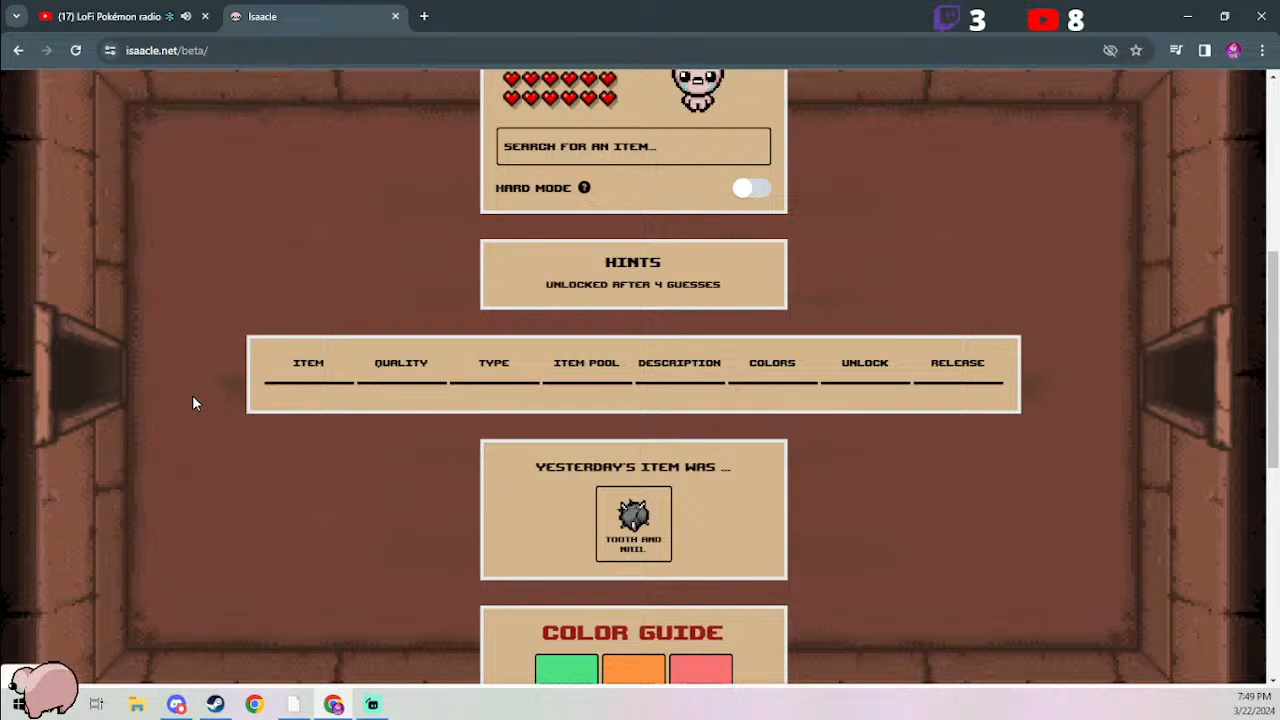 (17) LoFi Pokémon radio
Isaacle
3
8
isaacle.net/beta/
SEARCH FOR AN ITEM...
HARD MODE ?
HINTS
UNLOCKED AFTER 4 GUESSES
ITEM QUALITY TYPE ITEM POOL DESCRIPTION COLORS UNLOCK RELEASE
YESTERDAY'S ITEM WAS ...
TOOTH AND
NAIL
COLOR GUIDE
7:49 PM
3/22/2024